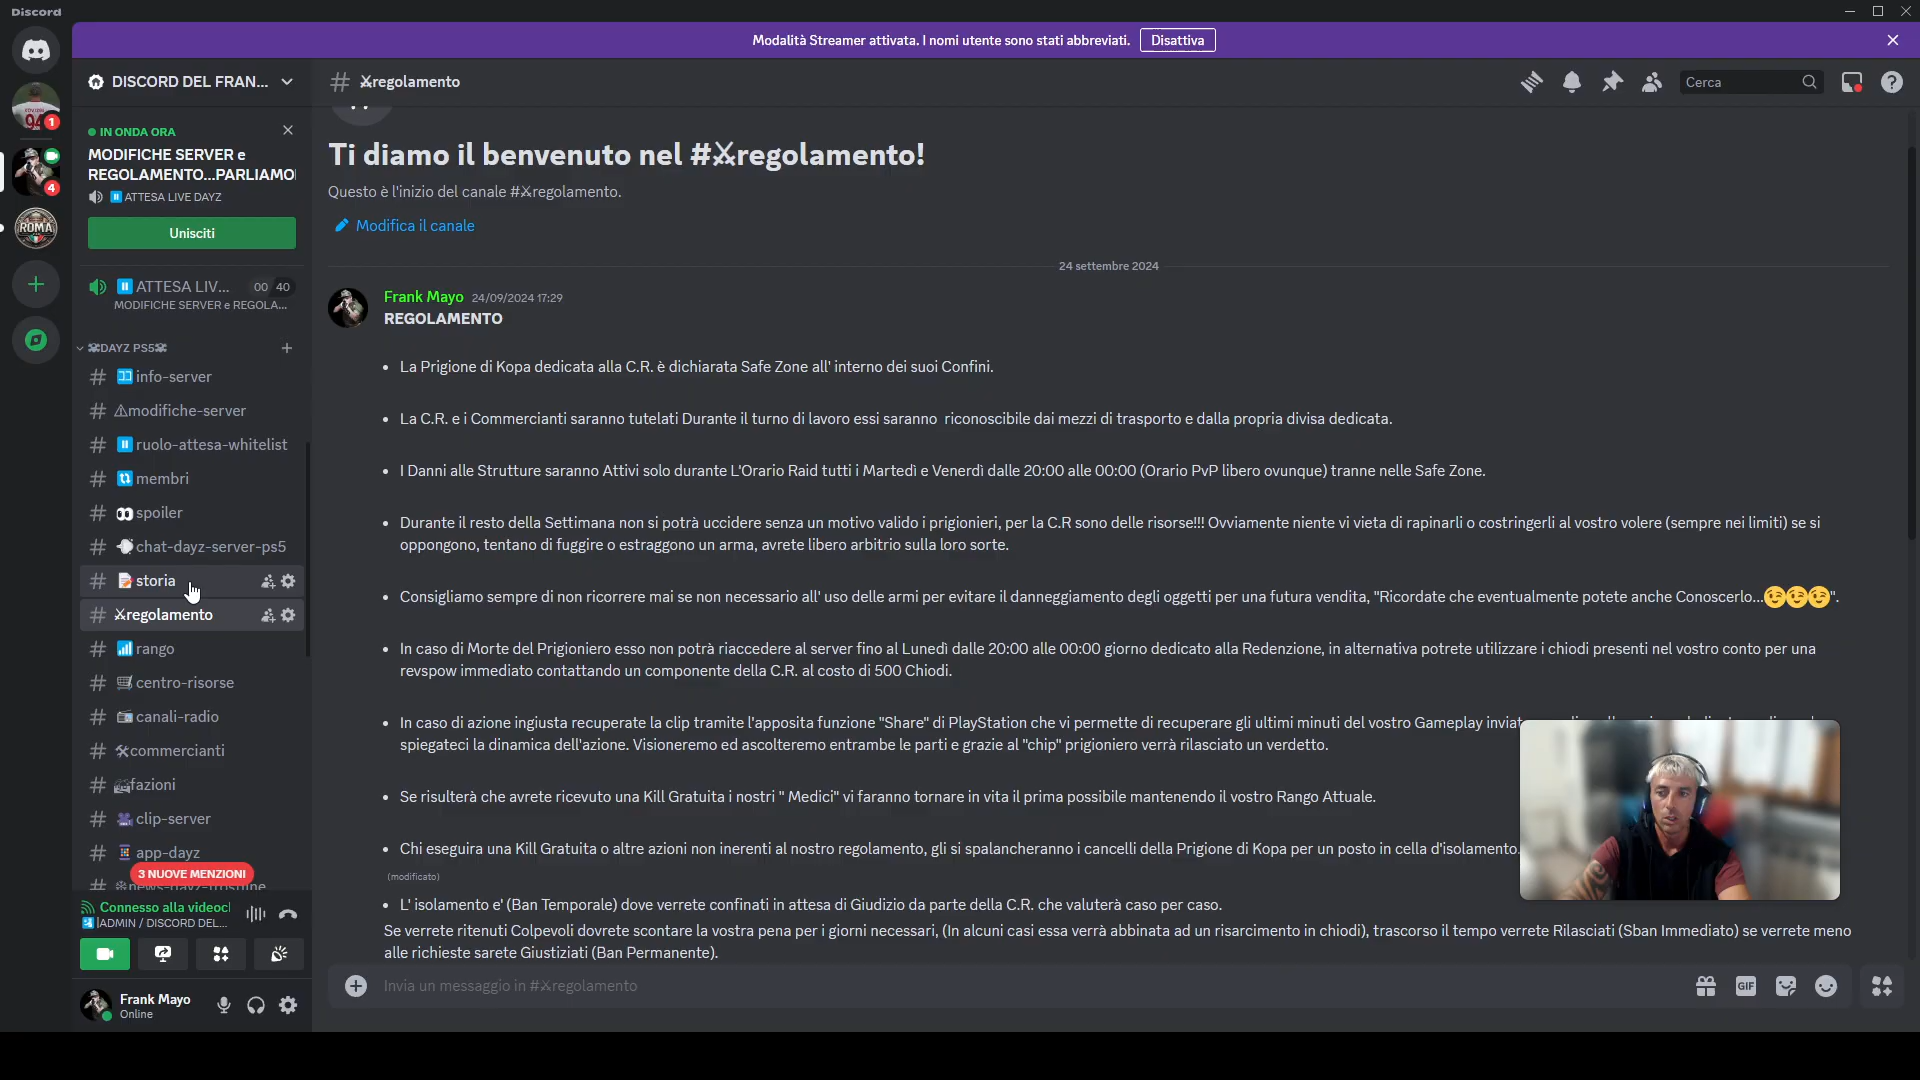 Discord
Modalità Streamer attivata. I nomi utente sono stati abbreviati. Disattiva
DISCORD DEL FRAN...
regolamento
Cerca
94
1
4
ROMA
IN ONDA ORA
MODIFICHE SERVER e
REGOLAMENTO...PARLIAMO
ATTESA LIVE DAYZ
Unisciti
ATTESA LIV... 00 40
MODIFICHE SERVER e REGOLA...
DAYZ PS5
info-server
modifiche-server
ruolo-attesa-whitelist
membri
spoiler
chat-dayz-server-ps5
storia
regolamento
rango
centro-risorse
canali-radio
commercianti
fazioni
clip-server
app-dayz
3 NUOVE MENZIONI
Connesso alla videoc
|ADMIN / DISCORD DEL...
Frank Mayo
Online
Ti diamo il benvenuto nel #⚔regolamento!
Questo è l'inizio del canale #⚔regolamento.
Modifica il canale
24 settembre 2024
Frank Mayo 24/09/2024 17:29
REGOLAMENTO
• La Prigione di Kopa dedicata alla C.R. è dichiarata Safe Zone all' interno dei suoi Confini.
• La C.R. e i Commercianti saranno tutelati Durante il turno di lavoro essi saranno  riconoscibile dai mezzi di trasporto e dalla propria divisa dedicata.
• I Danni alle Strutture saranno Attivi solo durante L'Orario Raid tutti i Martedì e Venerdì dalle 20:00 alle 00:00 (Orario PvP libero ovunque) tranne nelle Safe Zone.
• Durante il resto della Settimana non si potrà uccidere senza un motivo valido i prigionieri, per la C.R sono delle risorse!!! Ovviamente niente vi vieta di rapinarli o costringerli al vostro volere (sempre nei limiti) se si
oppongono, tentano di fuggire o estraggono un arma, avrete libero arbitrio sulla loro sorte.
• Consigliamo sempre di non ricorrere mai se non necessario all' uso delle armi per evitare il danneggiamento degli oggetti per una futura vendita, "Ricordate che eventualmente potete anche Conoscerlo...😉😉😉".
• In caso di Morte del Prigioniero esso non potrà riaccedere al server fino al Lunedì dalle 20:00 alle 00:00 giorno dedicato alla Redenzione, in alternativa potrete utilizzare i chiodi presenti nel vostro conto per una
revspow immediato contattando un componente della C.R. al costo di 500 Chiodi.
• In caso di azione ingiusta recuperate la clip tramite l'apposita funzione "Share" di PlayStation che vi permette di recuperare gli ultimi minuti del vostro Gameplay
spiegateci la dinamica dell'azione. Visioneremo ed ascolteremo entrambe le parti e grazie al "chip" prigioniero verrà rilasciato un verdetto.
• Se risulterà che avrete ricevuto una Kill Gratuita i nostri " Medici" vi faranno tornare in vita il prima possibile mantenendo il vostro Rango Attuale.
• Chi eseguira una Kill Gratuita o altre azioni non inerenti al nostro regolamento, gli si spalancheranno i cancelli della Prigione di Kopa per un posto in cella d'isolamento.
(modificato)
• L' isolamento e' (Ban Temporale) dove verrete confinati in attesa di Giudizio da parte della C.R. che valuterà caso per caso.
Se verrete ritenuti Colpevoli dovrete scontare la vostra pena per i giorni necessari, (In alcuni casi essa verrà abbinata ad un risarcimento in chiodi), trascorso il tempo verrete Rilasciati (Sban Immediato) se verrete meno
alle richieste sarete Giustiziati (Ban Permanente).
Invia un messaggio in #⚔regolamento
GIF